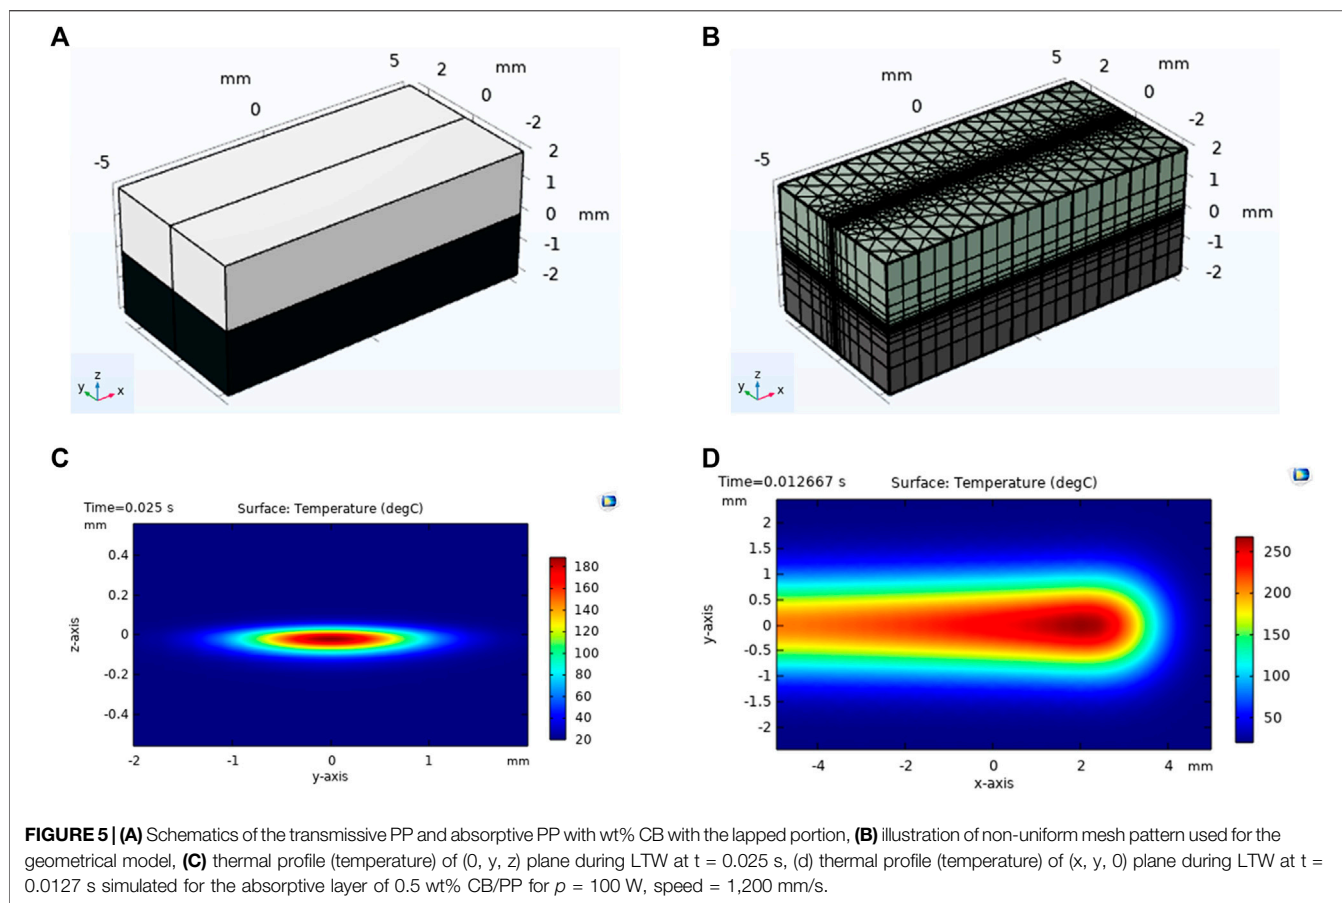 A
mm
5
2
mm
0
0
-5
-2
2
1
0
mm
-1
-2
z
y
x
B
mm
5
2
mm
0
0
-5
-2
2
1
0
mm
-1
-2
z
y
x
C
Time=0.025 s
Surface: Temperature (degC)
mm
0.4
0.2
0
-0.2
-0.4
z-axis
-2
-1
0
1
mm
y-axis
180
160
140
120
100
80
60
40
20
D
Time=0.012667 s
Surface: Temperature (degC)
mm
2
1.5
1
0.5
0
-0.5
-1
-1.5
-2
y-axis
-4
-2
0
2
4
mm
x-axis
250
200
150
100
50
FIGURE 5 | (A) Schematics of the transmissive PP and absorptive PP with wt% CB with the lapped portion, (B) illustration of non-uniform mesh pattern used for the
geometrical model, (C) thermal profile (temperature) of (0, y, z) plane during LTW at t = 0.025 s, (d) thermal profile (temperature) of (x, y, 0) plane during LTW at t =
0.0127 s simulated for the absorptive layer of 0.5 wt% CB/PP for p = 100 W, speed = 1,200 mm/s.